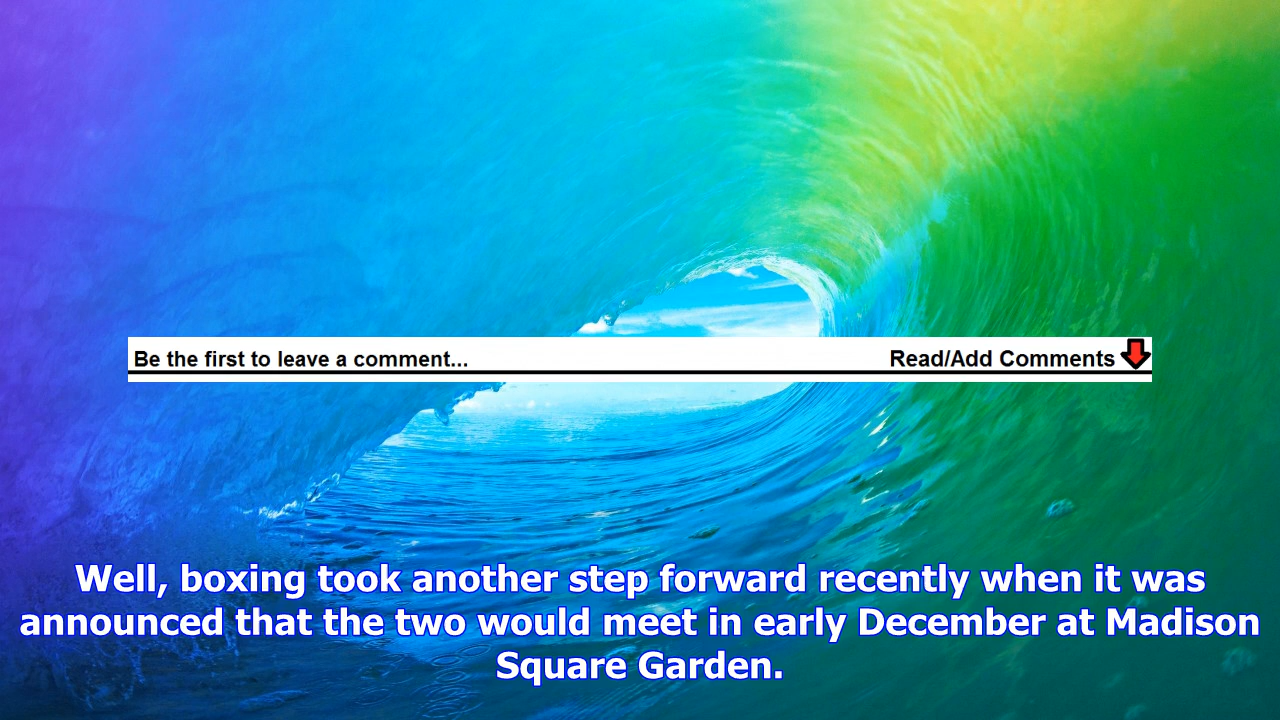 Be the first to leave a comment...
Read/Add Comments
Well, boxing took another step forward recently when it was
announced that the two would meet in early December at Madison
Square Garden.